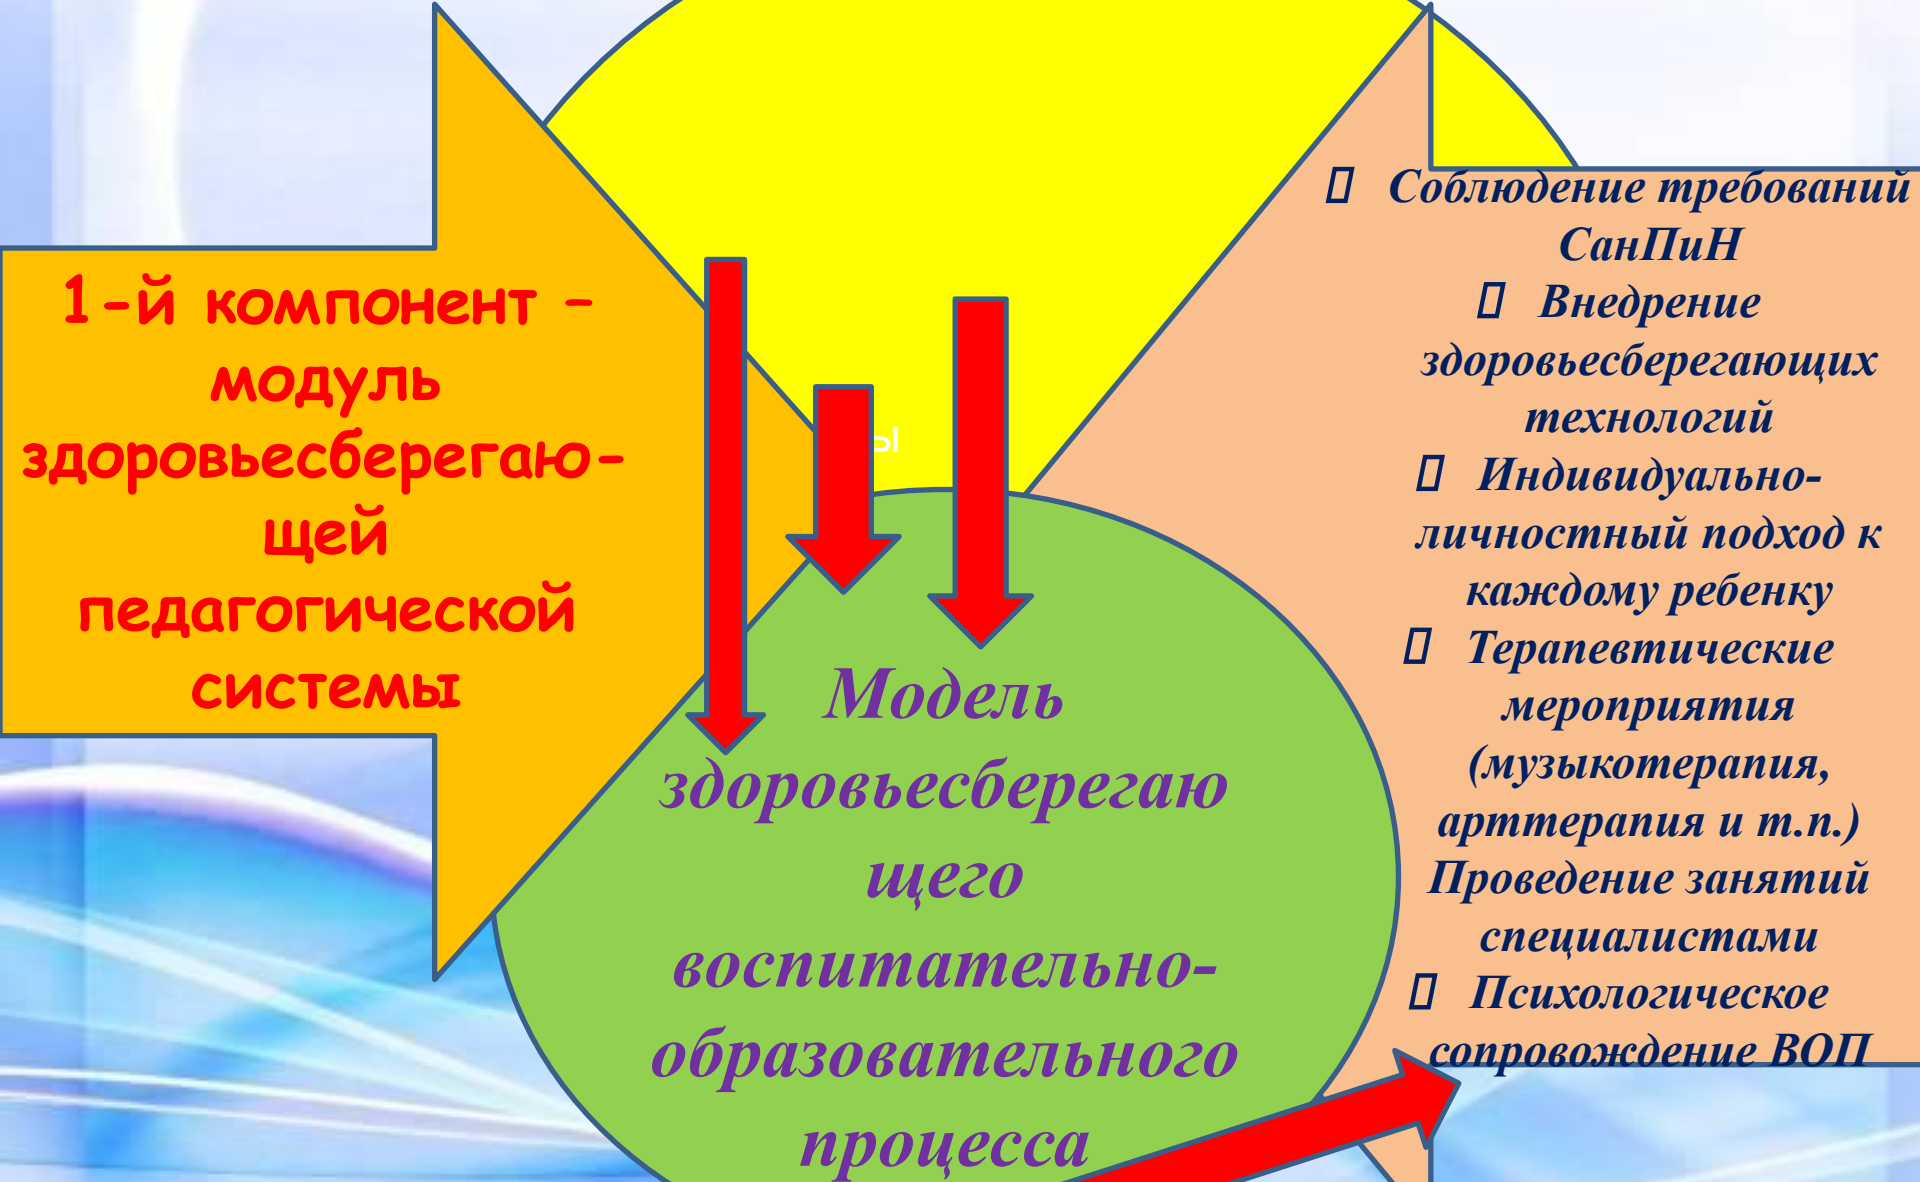 1-й компонент –
модуль
здоровьесберегаю-
щей
педагогической
системы
ы
Модель
здоровьесберегаю
щего
воспитательно-
образовательного
процесса
Соблюдение требований
СанПиН
Внедрение
здоровьесберегающих
технологий
Индивидуально-
личностный подход к
каждому ребенку
Терапевтические
мероприятия
(музыкотерапия,
арттерапия и т.п.)
Проведение занятий
специалистами
Психологическое
сопровождение ВОП